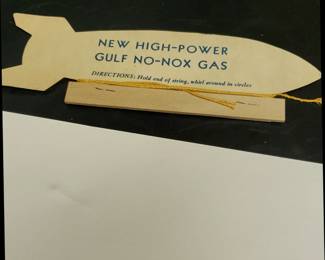 NEW HIGH-POWER
GULF NO-NOX GAS
DIRECTIONS: Hold end of string, whirl around in circles